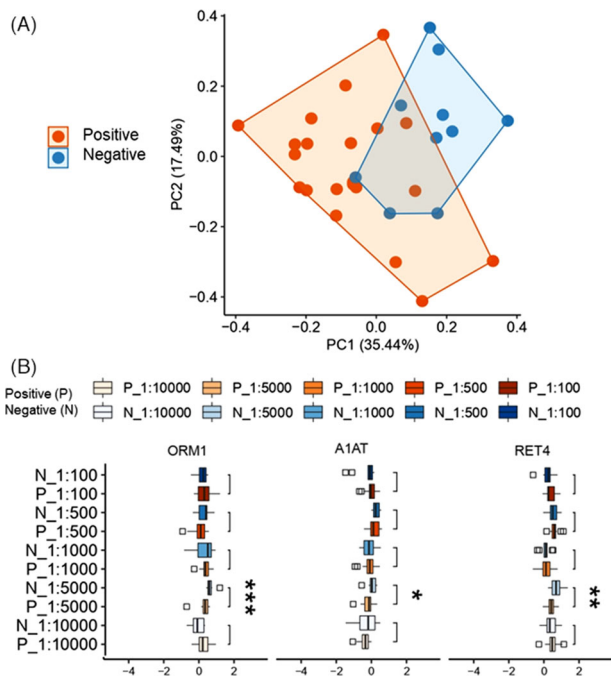 (A)
0.4
0.2
0.0
−0.2
−0.4
PC2 (17.49%)
Positive
Negative
−0.4 −0.2 0.0 0.2 0.4
PC1 (35.44%)
(B)
Positive (P) P_1:10000 P_1:5000 P_1:1000 P_1:500 P_1:100
Negative (N) N_1:10000 N_1:5000 N_1:1000 N_1:500 N_1:100
ORM1 A1AT RET4
N_1:100
P_1:100
N_1:500
P_1:500
N_1:1000
P_1:1000
N_1:5000 *** * **
P_1:5000
N_1:10000
P_1:10000
−4 −2 0 2 −4 −2 0 2 −4 −2 0 2